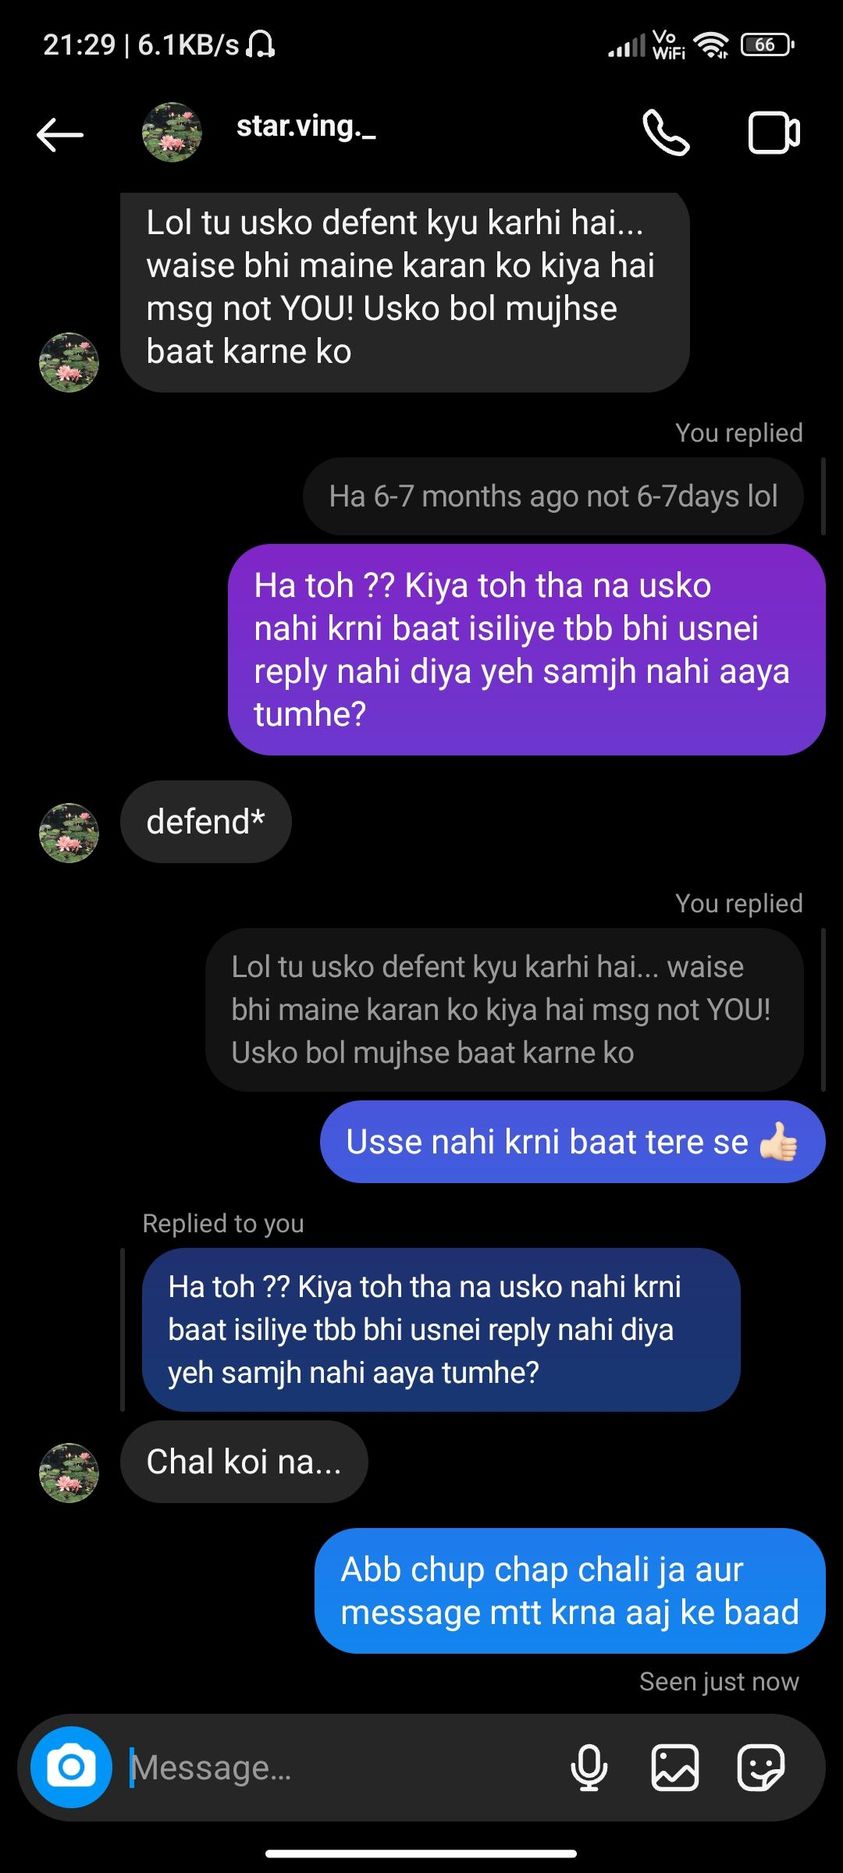 21:29 | 6.1KB/s
Vo
WiFi
66
star.ving._
Lol tu usko defent kyu karhi hai...
waise bhi maine karan ko kiya hai
msg not YOU! Usko bol mujhse
baat karne ko
You replied
Ha 6-7 months ago not 6-7days lol
Ha toh ?? Kiya toh tha na usko
nahi krni baat isiliye tbb bhi usnei
reply nahi diya yeh samjh nahi aaya
tumhe?
defend*
You replied
Lol tu usko defent kyu karhi hai... waise
bhi maine karan ko kiya hai msg not YOU!
Usko bol mujhse baat karne ko
Usse nahi krni baat tere se 👍🏻
Replied to you
Ha toh ?? Kiya toh tha na usko nahi krni
baat isiliye tbb bhi usnei reply nahi diya
yeh samjh nahi aaya tumhe?
Chal koi na...
Abb chup chap chali ja aur
message mtt krna aaj ke baad
Seen just now
Message...